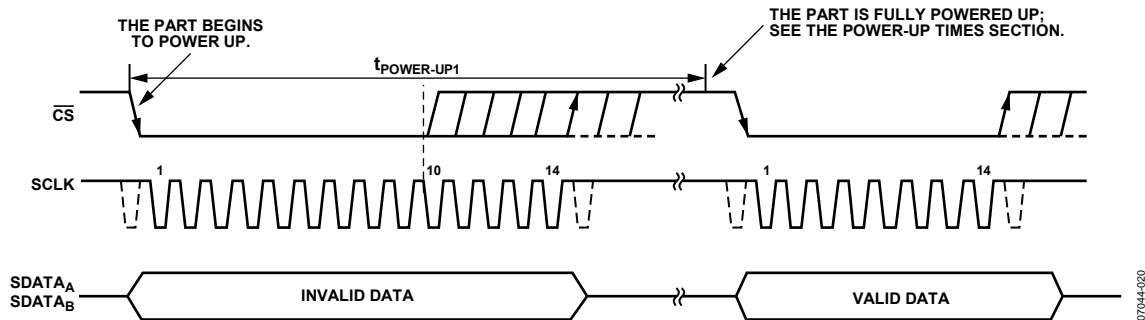 THE PART BEGINS
TO POWER UP.
THE PART IS FULLY POWERED UP;
SEE THE POWER-UP TIMES SECTION.
tPOWER-UP1
CS
SCLK
1
10
14
1
14
SDATAA
SDATAB
INVALID DATA
VALID DATA
07044-020